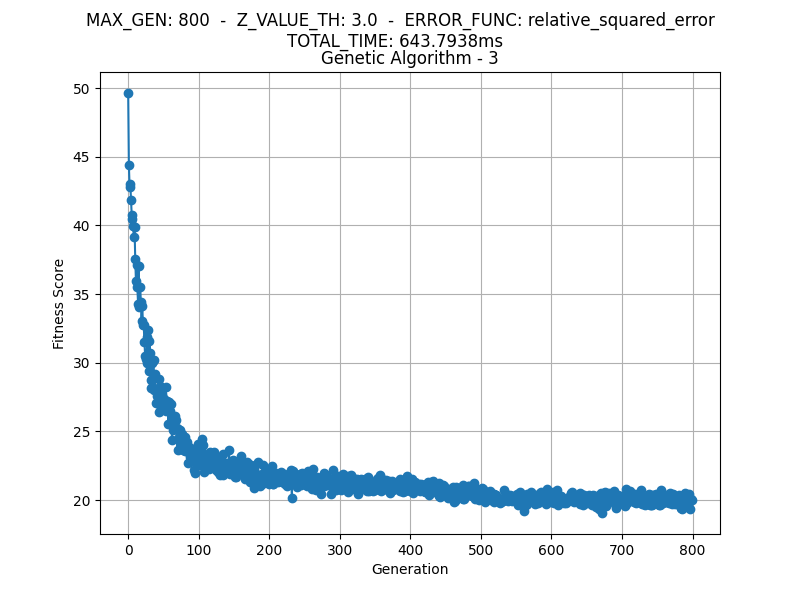 MAX_GEN: 800 - Z_VALUE_TH: 3.0 - ERROR_FUNC: relative_squared_error
TOTAL_TIME: 643.7938ms
Genetic Algorithm - 3
50
45
40
35
30
25
20
Fitness Score
0 100 200 300 400 500 600 700 800
Generation